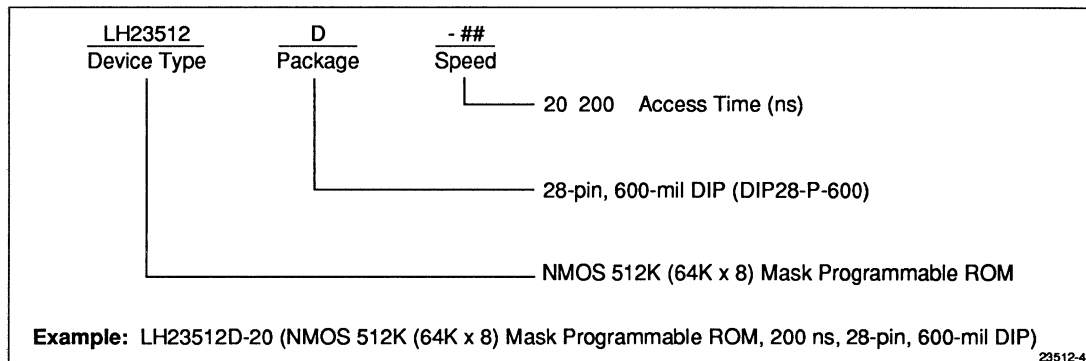 LH23512 D - ##
Device Type Package Speed
20 200 Access Time (ns)
28-pin, 600-mil DIP (DIP28-P-600)
NMOS 512K (64K x 8) Mask Programmable ROM
Example: LH23512D-20 (NMOS 512K (64K x 8) Mask Programmable ROM, 200 ns, 28-pin, 600-mil DIP)
23512-4